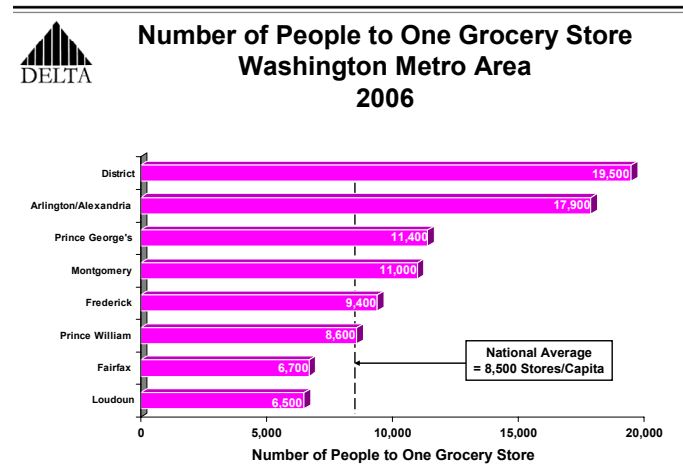 DELTA
Number of People to One Grocery Store
Washington Metro Area
2006
District
19,500
Arlington/Alexandria
17,900
Prince George's
11,400
Montgomery
11,000
Frederick
9,400
Prince William
8,600
Fairfax
6,700
National Average
= 8,500 Stores/Capita
Loudoun
6,500
0 5,000 10,000 15,000 20,000
Number of People to One Grocery Store